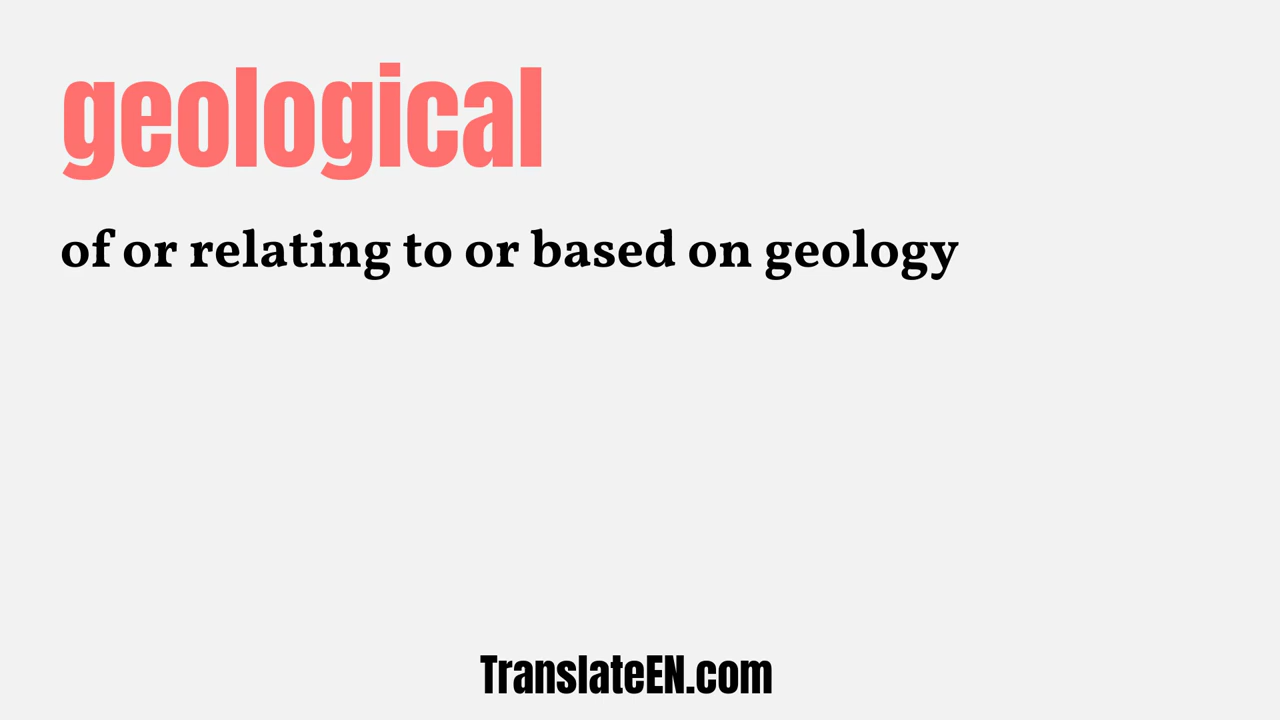 geological
of or relating to or based on geology
TranslateEN.com